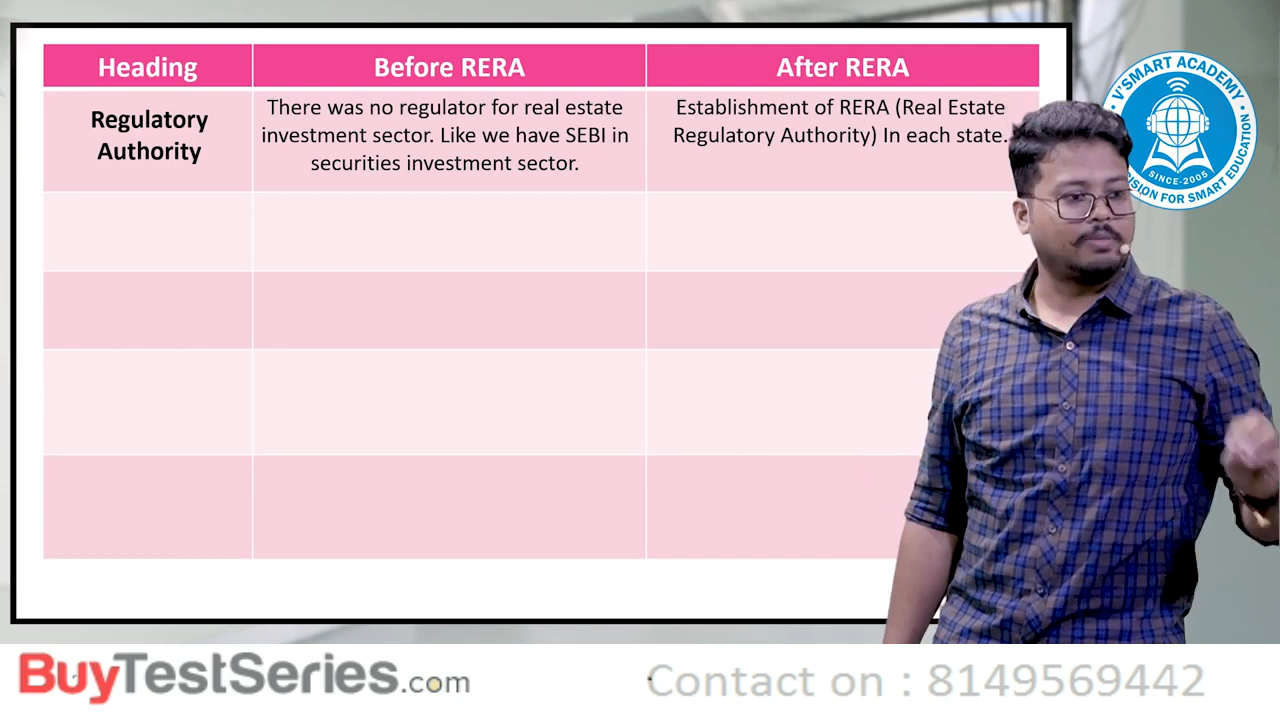 Heading
Before RERA
After RERA
Regulatory
Authority
There was no regulator for real estate
investment sector. Like we have SEBI in
securities investment sector.
Establishment of RERA (Real Estate
Regulatory Authority) In each state.
V'SMART ACADEMY
SINCE-2005
FOR SMART EDUCATION
BuyTestSeries.com
Contact on : 8149569442